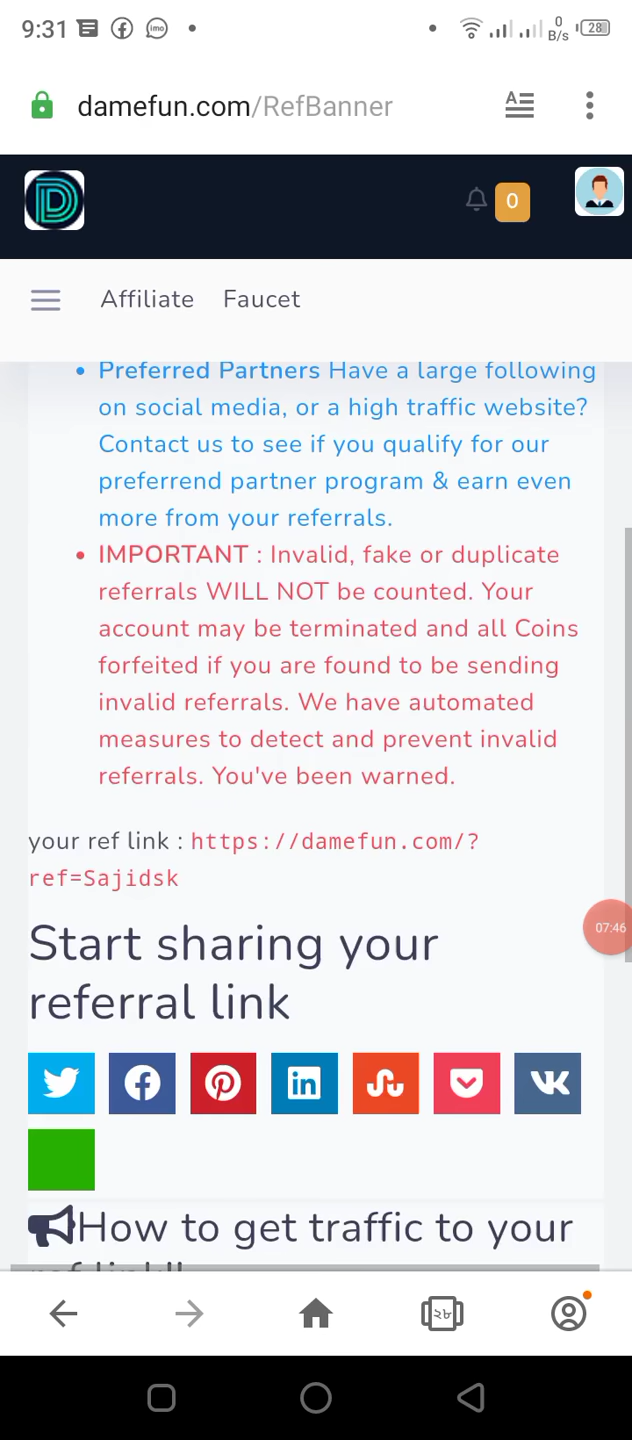 9:31
imo
0
B/s
28
damefun.com/RefBanner
0
Affiliate Faucet
• Preferred Partners Have a large following
on social media, or a high traffic website?
Contact us to see if you qualify for our
preferrend partner program & earn even
more from your referrals.
• IMPORTANT : Invalid, fake or duplicate
referrals WILL NOT be counted. Your
account may be terminated and all Coins
forfeited if you are found to be sending
invalid referrals. We have automated
measures to detect and prevent invalid
referrals. You've been warned.
your ref link : https://damefun.com/?
ref=Sajidsk
07:46
Start sharing your
referral link
How to get traffic to your
ref link!!
২৮